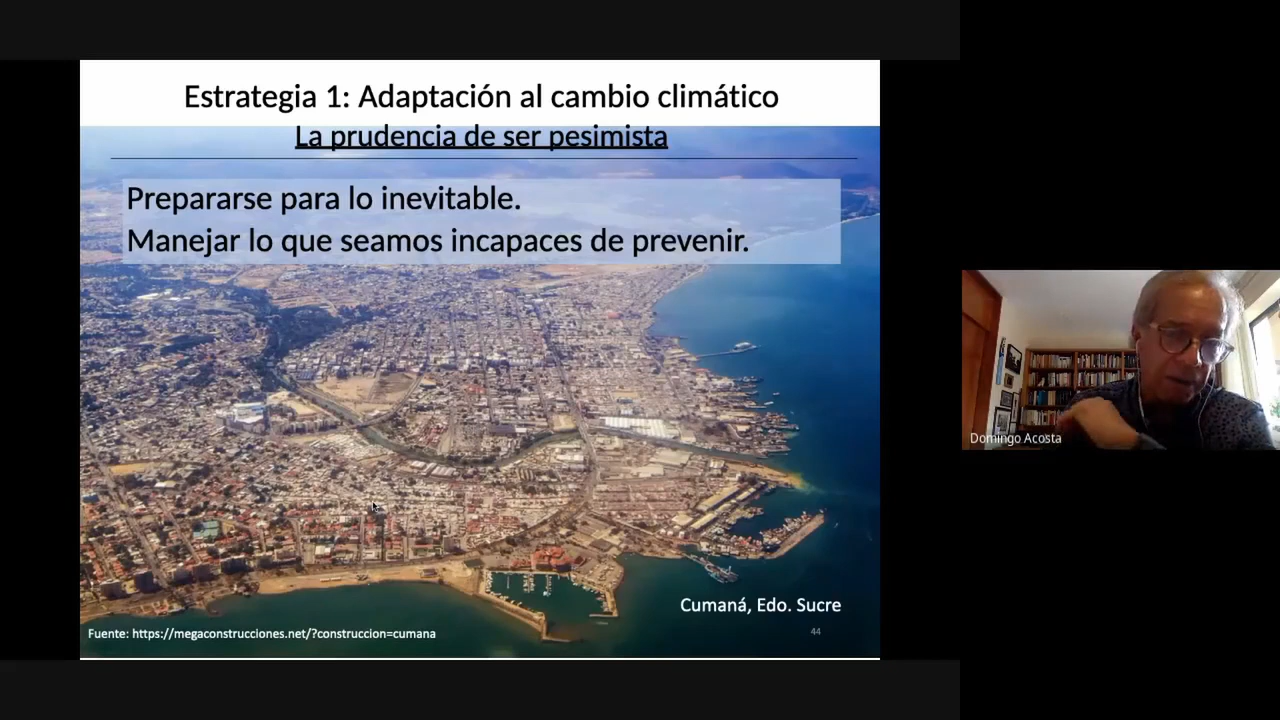 Estrategia 1: Adaptación al cambio climático
La prudencia de ser pesimista
Prepararse para lo inevitable.
Manejar lo que seamos incapaces de prevenir.
Domingo Acosta
Cumaná, Edo. Sucre
Fuente: https://megaconstrucciones.net/?construccion=cumana
44